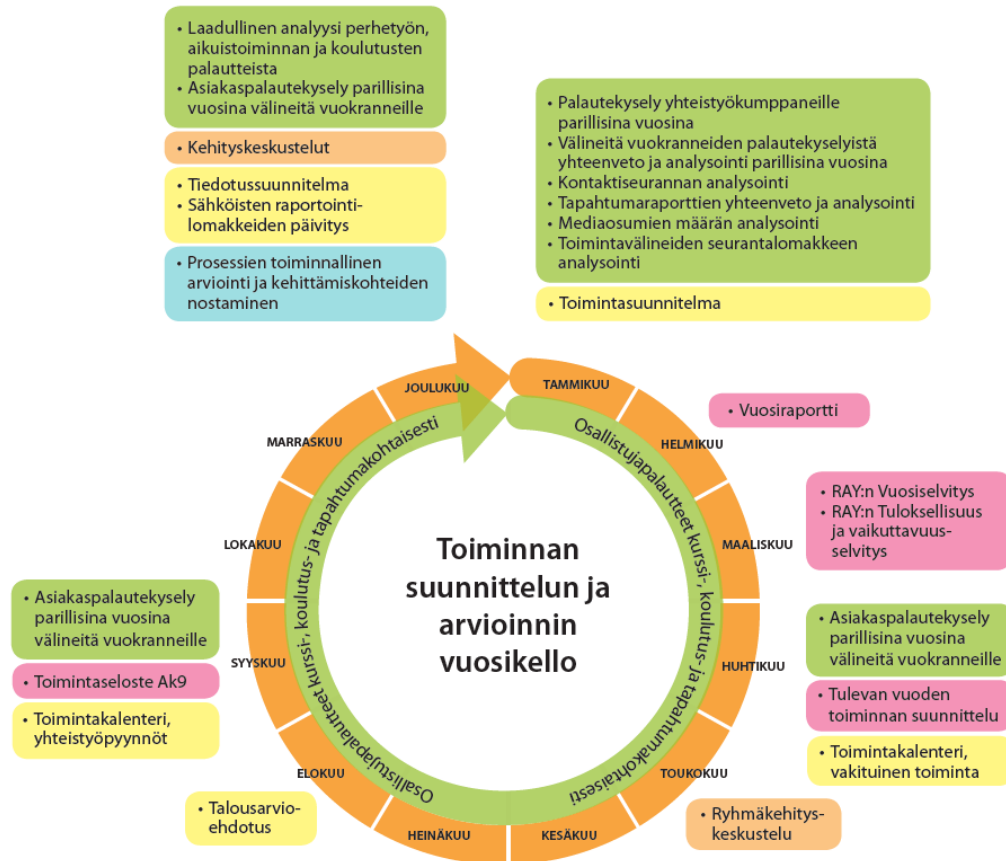 • Laadullinen analyysi perhetyön,
aikuistoiminnan ja koulutusten
palautteista
• Asiakaspalautekysely parillisina
vuosina välineitä vuokranneille
• Kehityskeskustelut
• Tiedotussuunnitelma
• Sähköisten raportointi-
lomakkeiden päivitys
• Prosessien toiminnallinen
arviointi ja kehittämiskohteiden
nostaminen
• Palautekysely yhteistyökumppaneille
parillisina vuosina
• Välineitä vuokranneiden palautekyselyistä
yhteenveto ja analysointi parillisina vuosina
• Kontaktiseurannan analysointi
• Tapahtumaraporttien yhteenveto ja analysointi
• Mediaosumien määrän analysointi
• Toimintavälineiden seurantalomakkeen
analysointi
• Toimintasuunnitelma
JOULUKUU
TAMMIKUU
• Vuosiraportti
MARRASKUU
HELMIKUU
• RAY:n Vuosiselvitys
• RAY:n Tuloksellisuus
ja vaikuttavuus-
selvitys
LOKAKUU
MAALISKUU
Osallistujapalautteet kurssi-, koulutus- ja tapahtumakohtaisesti
Osallistujapalautteet kurssi-, koulutus- ja tapahtumakohtaisesti
Toiminnan
suunnittelun ja
arvioinnin
vuosikello
• Asiakaspalautekysely
parillisina vuosina
välineitä vuokranneille
• Toimintaseloste Ak9
• Toimintakalenteri,
yhteistyöpyynnöt
SYYSKUU
HUHTIKUU
• Asiakaspalautekysely
parillisina vuosina
välineitä vuokranneille
• Tulevan vuoden
toiminnan suunnittelu
• Toimintakalenteri,
vakituinen toiminta
ELOKUU
TOUKOKUU
• Talousarvio-
ehdotus
HEINÄKUU
KESÄKUU
• Ryhmäkehitys-
keskustelu